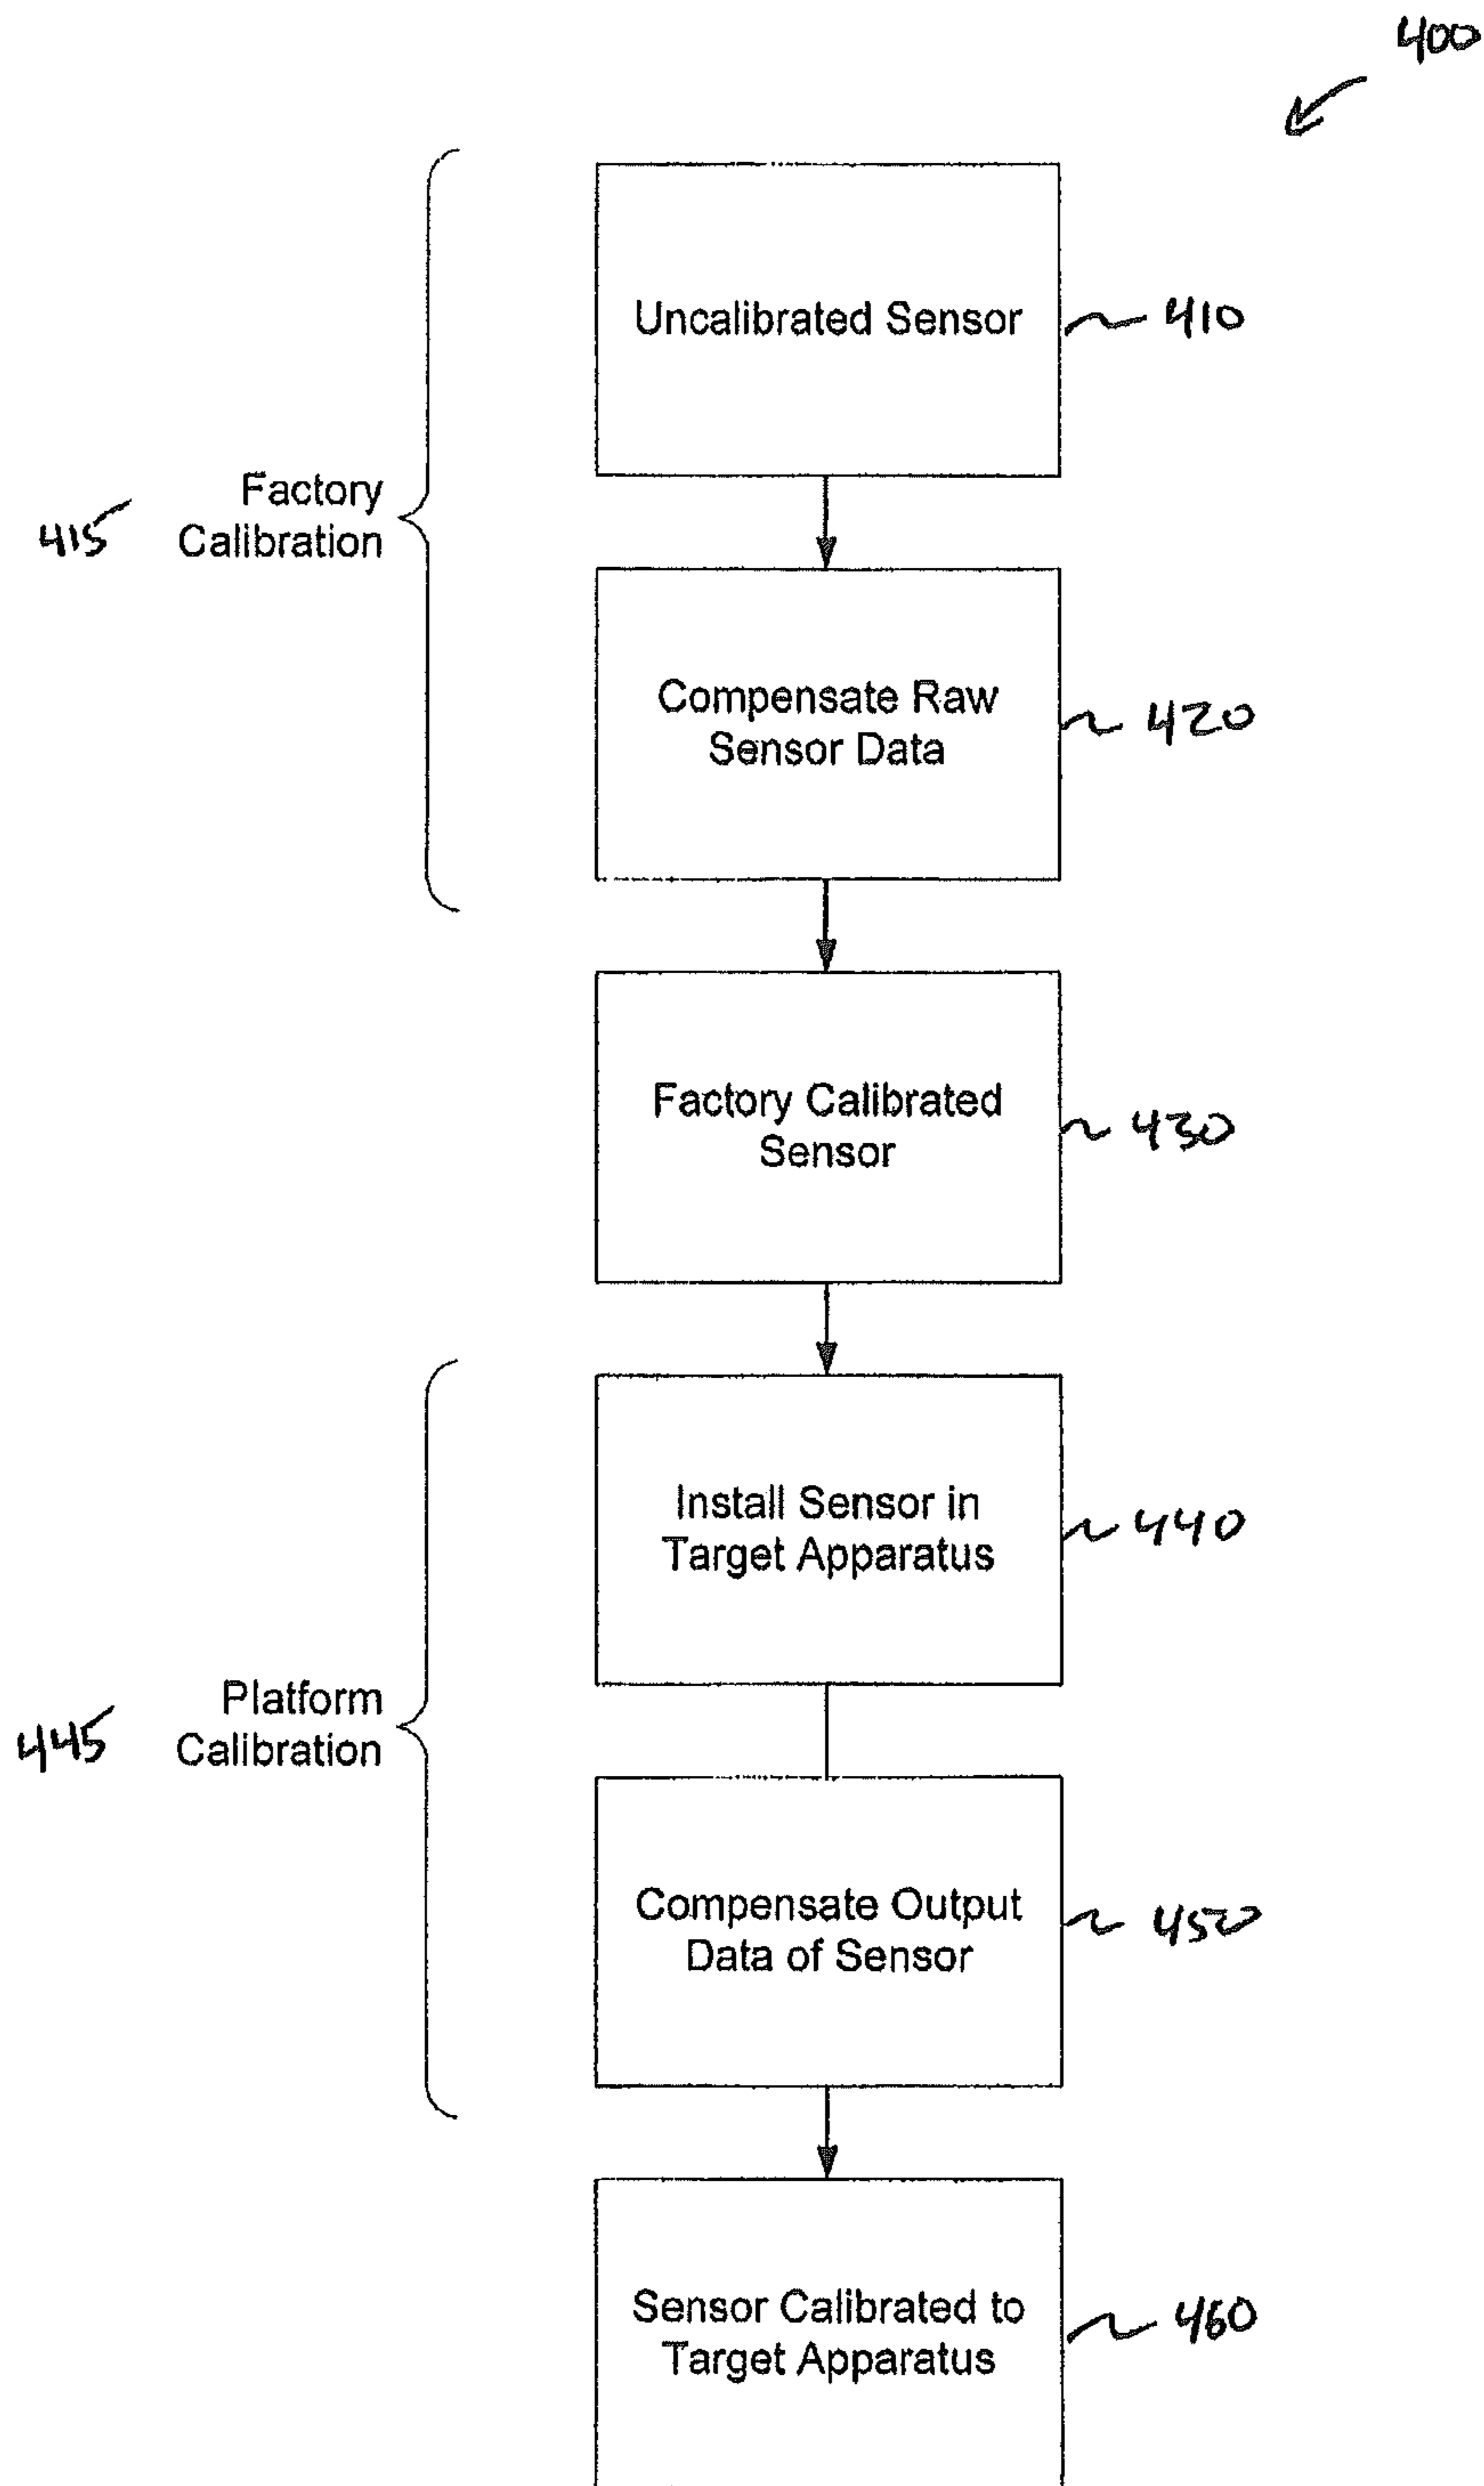 400
Uncalibrated Sensor
410
Factory
Calibration
415
Compensate Raw
Sensor Data
420
Factory Calibrated
Sensor
430
Install Sensor in
Target Apparatus
440
Platform
Calibration
445
Compensate Output
Data of Sensor
450
Sensor Calibrated to
Target Apparatus
460